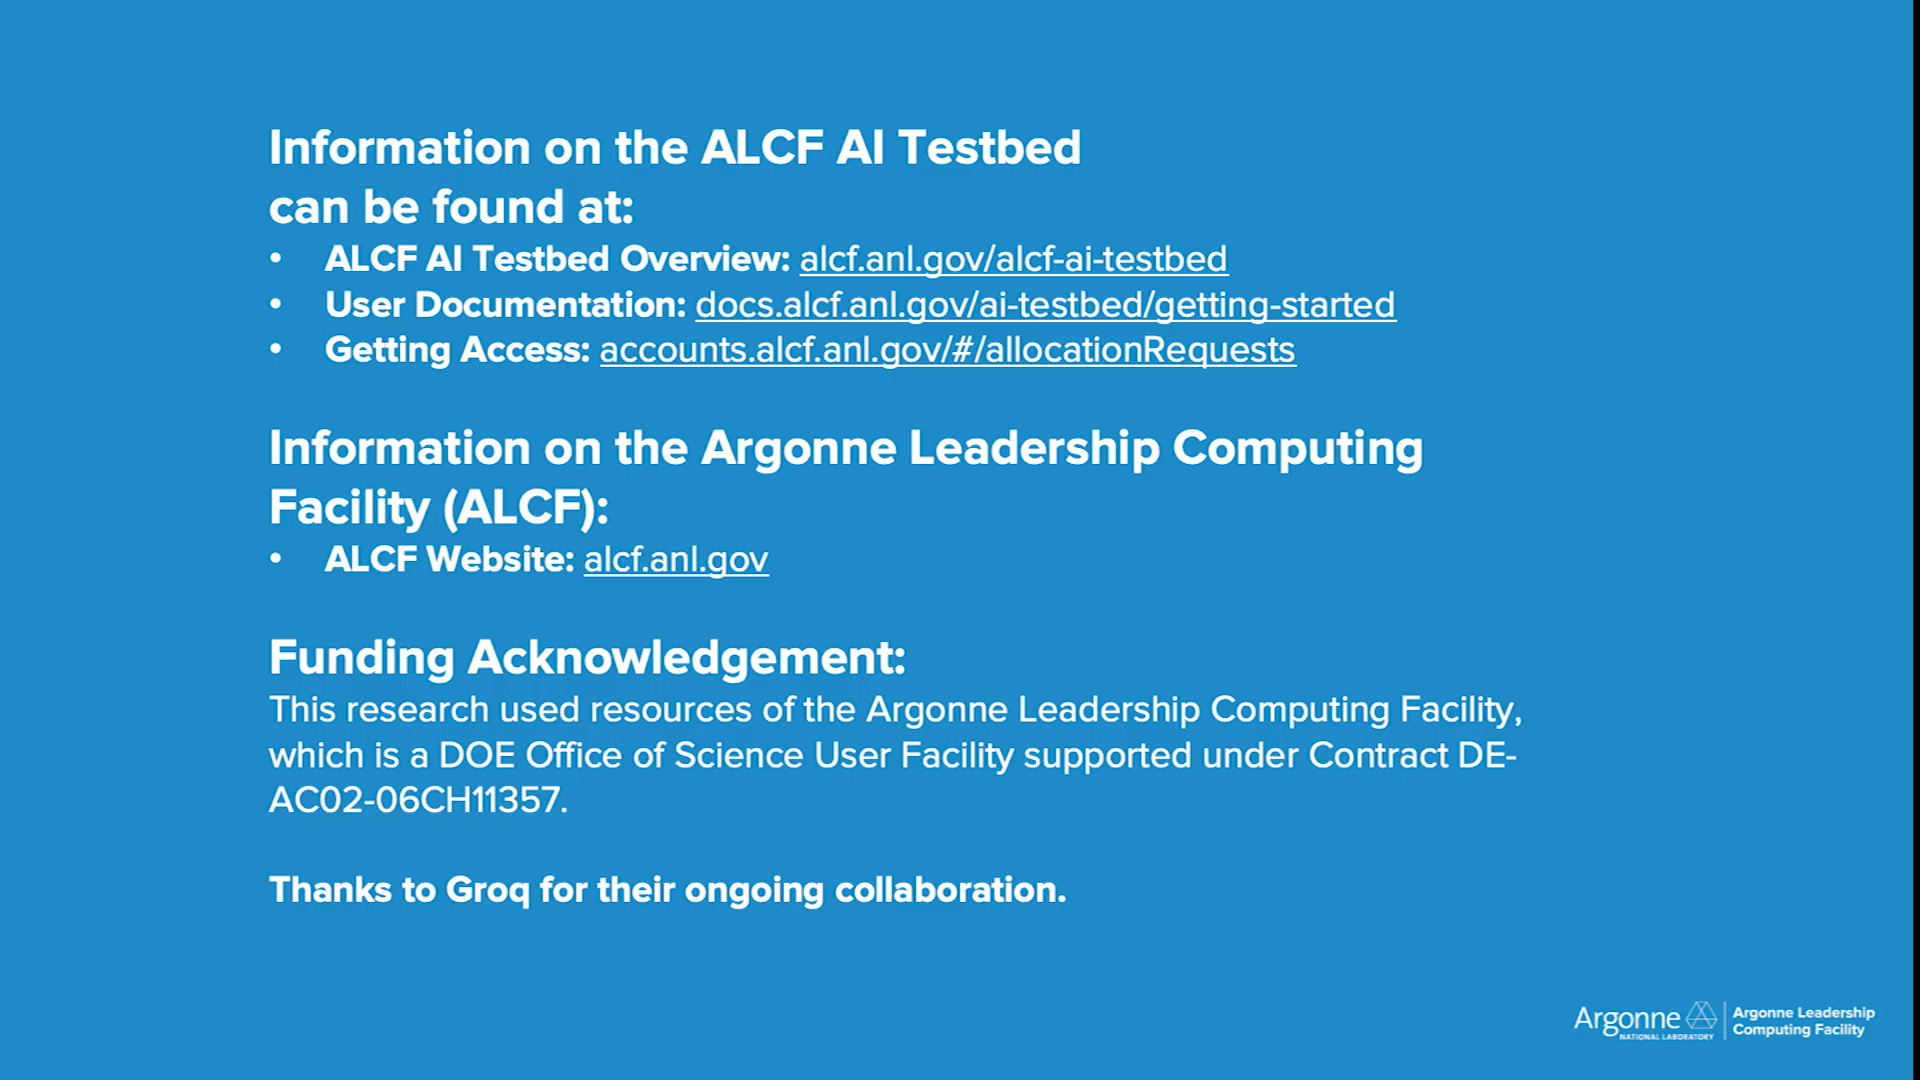 Information on the ALCF AI Testbed
can be found at:
• ALCF AI Testbed Overview: alcf.anl.gov/alcf-ai-testbed
• User Documentation: docs.alcf.anl.gov/ai-testbed/getting-started
• Getting Access: accounts.alcf.anl.gov/#/allocationRequests
Information on the Argonne Leadership Computing
Facility (ALCF):
• ALCF Website: alcf.anl.gov
Funding Acknowledgement:
This research used resources of the Argonne Leadership Computing Facility,
which is a DOE Office of Science User Facility supported under Contract DE-
AC02-06CH11357.
Thanks to Groq for their ongoing collaboration.
Argonne
NATIONAL LABORATORY
Argonne Leadership
Computing Facility